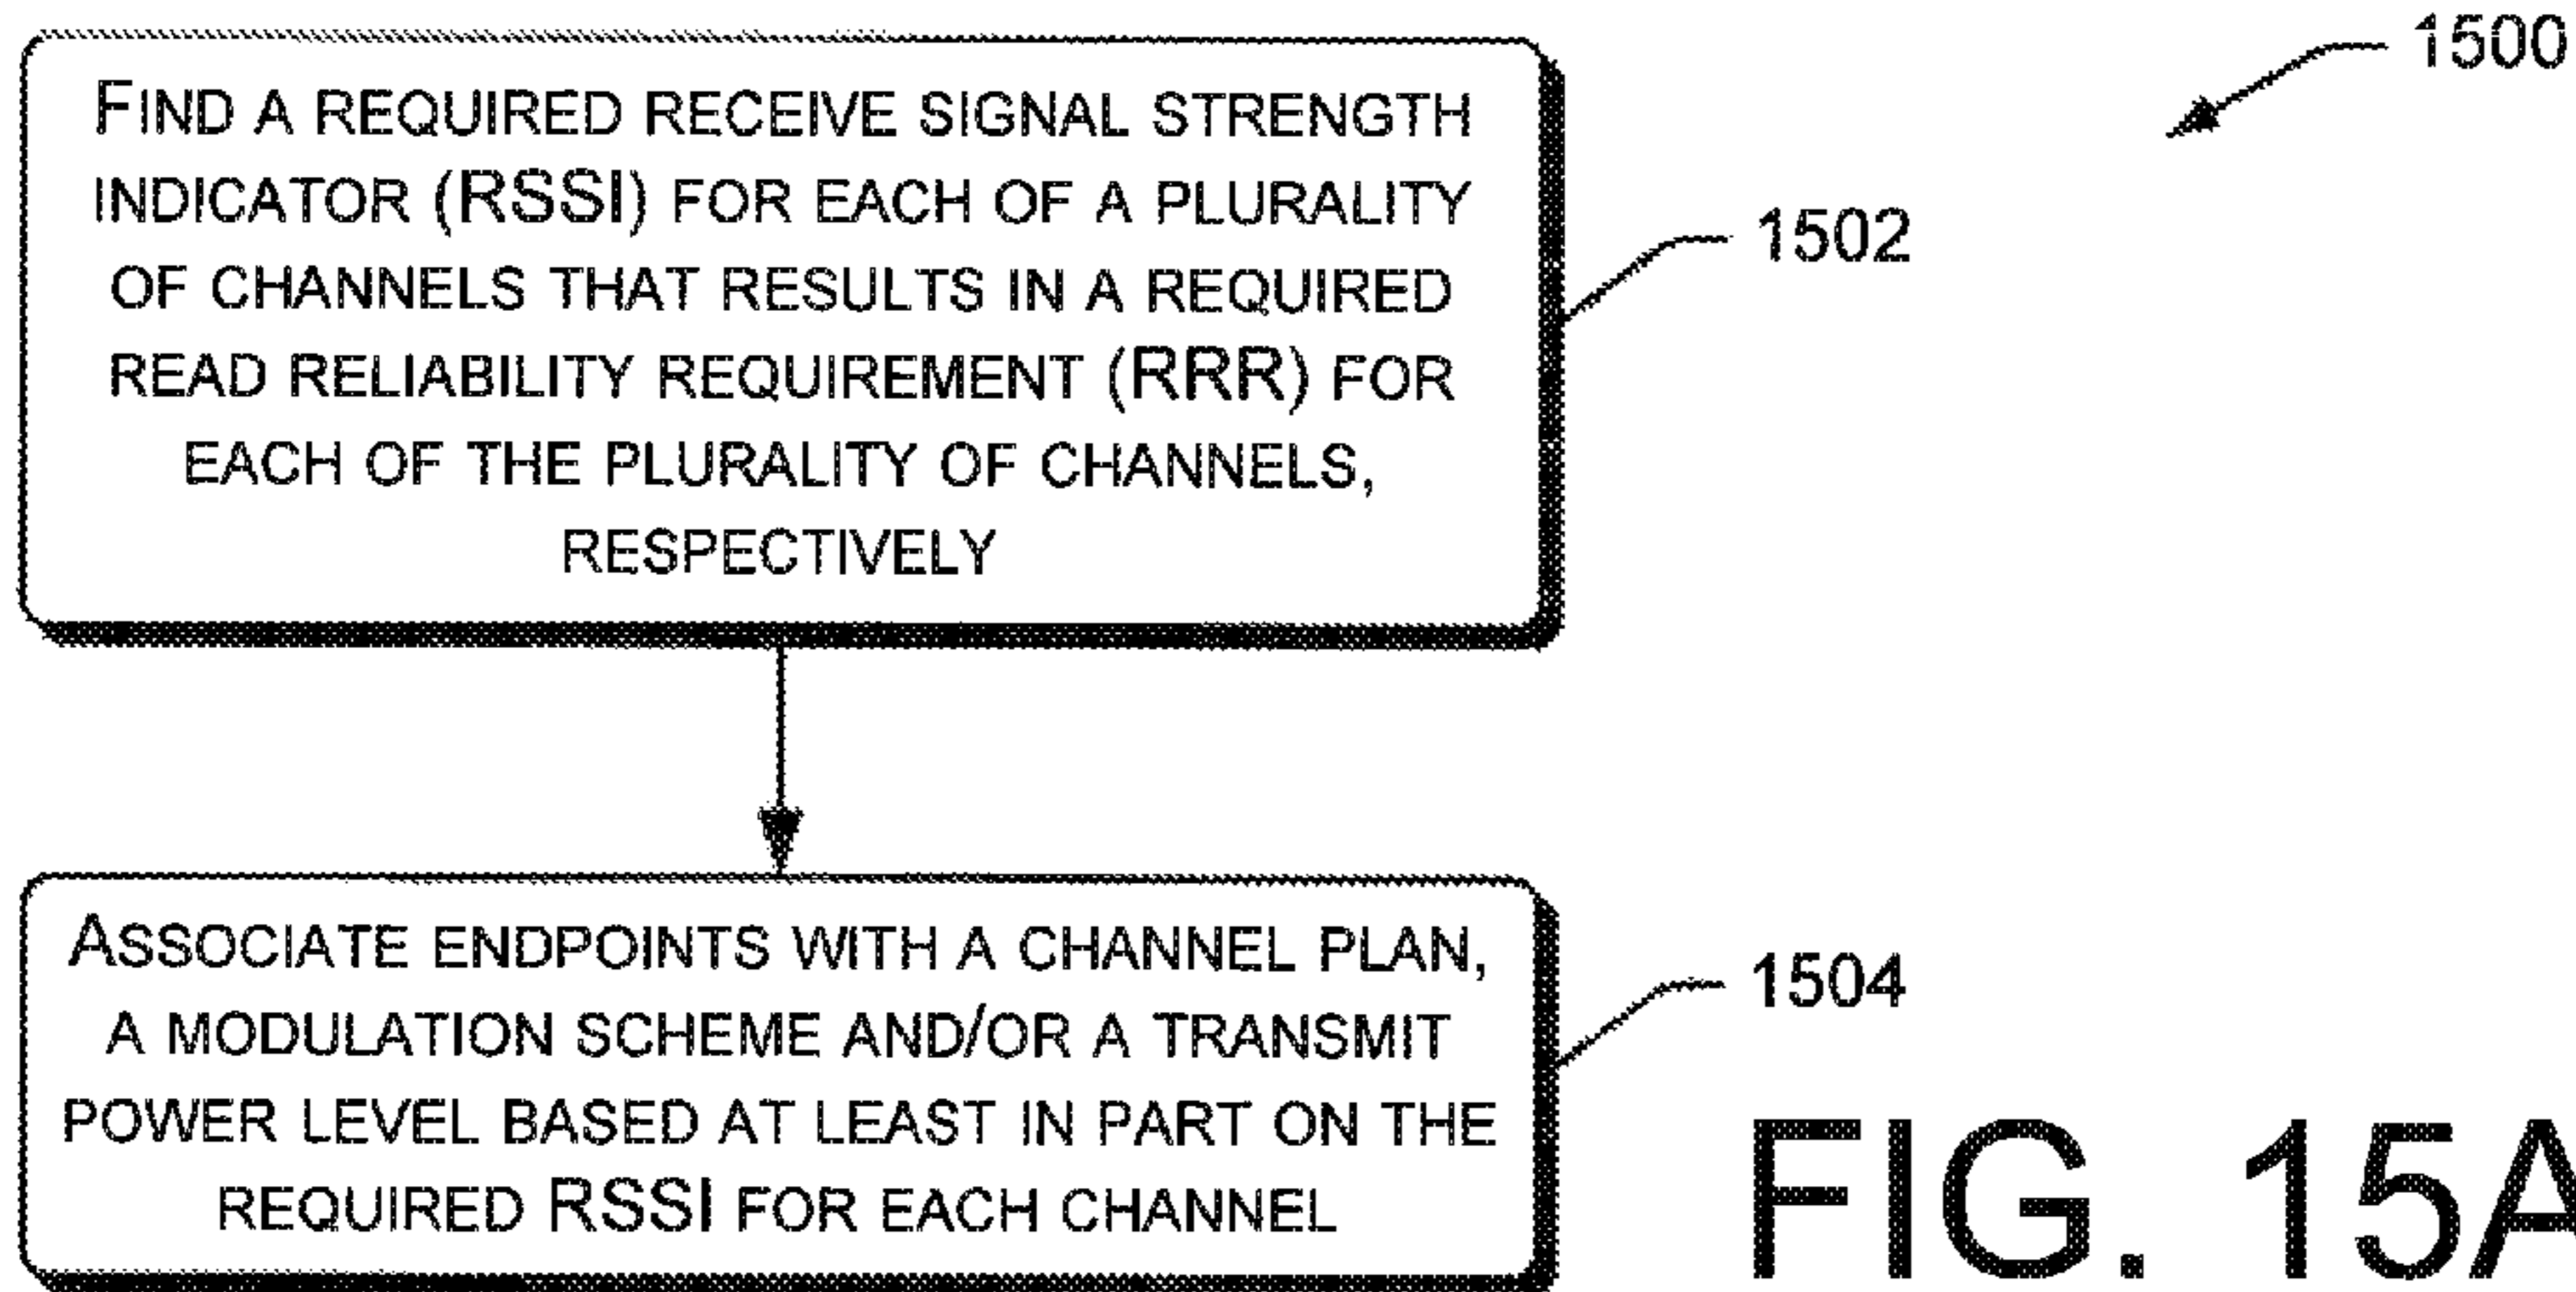 1500
FIND A REQUIRED RECEIVE SIGNAL STRENGTH
INDICATOR (RSSI) FOR EACH OF A PLURALITY
OF CHANNELS THAT RESULTS IN A REQUIRED
READ RELIABILITY REQUIREMENT (RRR) FOR
EACH OF THE PLURALITY OF CHANNELS,
RESPECTIVELY
1502
ASSOCIATE ENDPOINTS WITH A CHANNEL PLAN,
A MODULATION SCHEME AND/OR A TRANSMIT
POWER LEVEL BASED AT LEAST IN PART ON THE
REQUIRED RSSI FOR EACH CHANNEL
1504
FIG. 15A